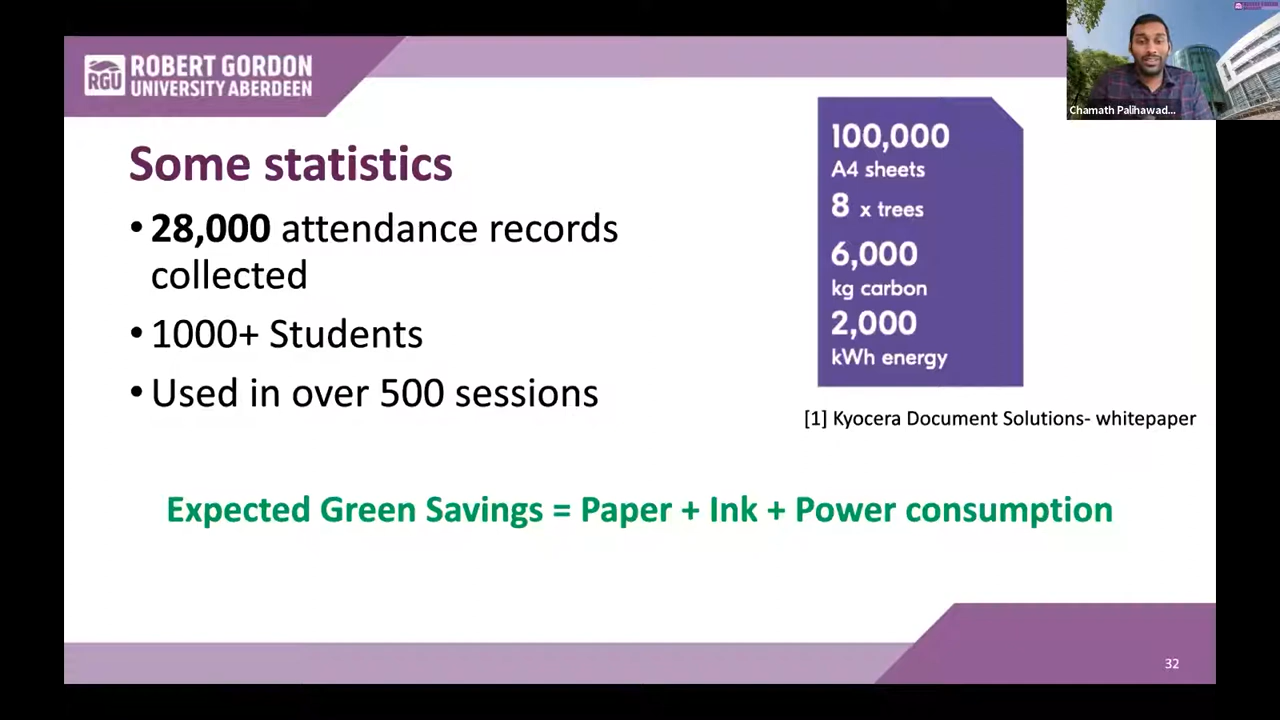 RGU
ROBERT GORDON
UNIVERSITY ABERDEEN
Chamath Palihawad...
Some statistics
• 28,000 attendance records
collected
• 1000+ Students
• Used in over 500 sessions
100,000
A4 sheets
8 x trees
6,000
kg carbon
2,000
kWh energy
[1] Kyocera Document Solutions- whitepaper
Expected Green Savings = Paper + Ink + Power consumption
32